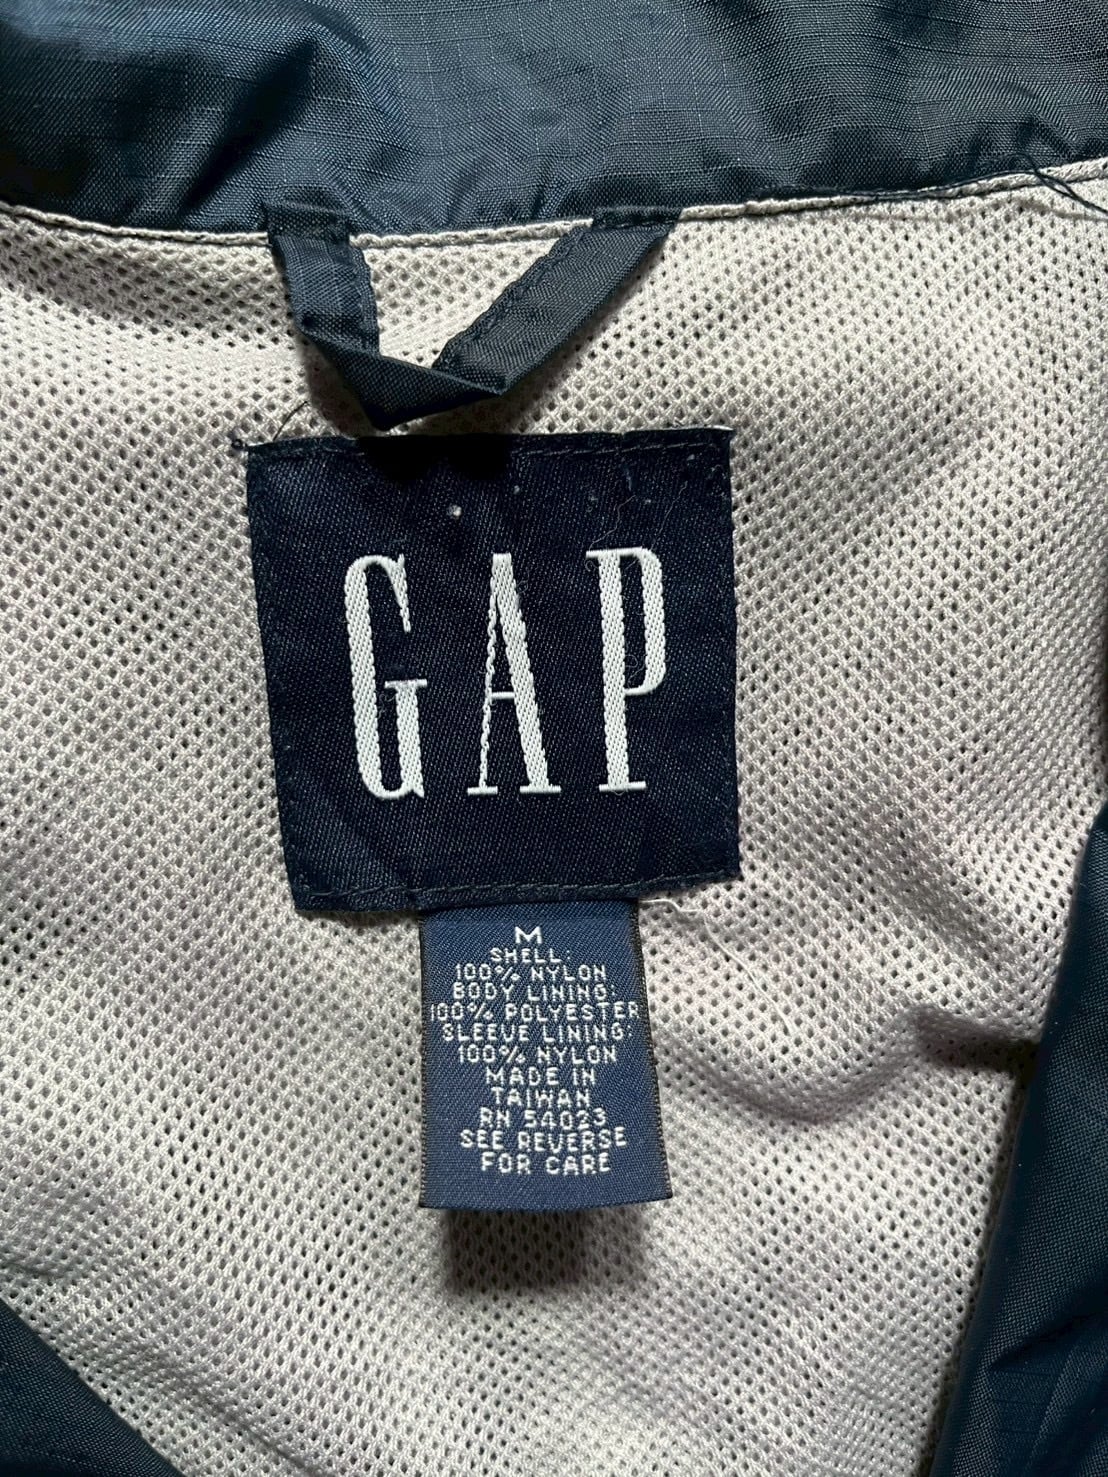 GAP
M
SHELL:
100% NYLON
BODY LINING:
100% POLYESTER
SLEEVE LINING:
100% NYLON
MADE IN
TAIWAN
RN 54023
SEE REVERSE
FOR CARE